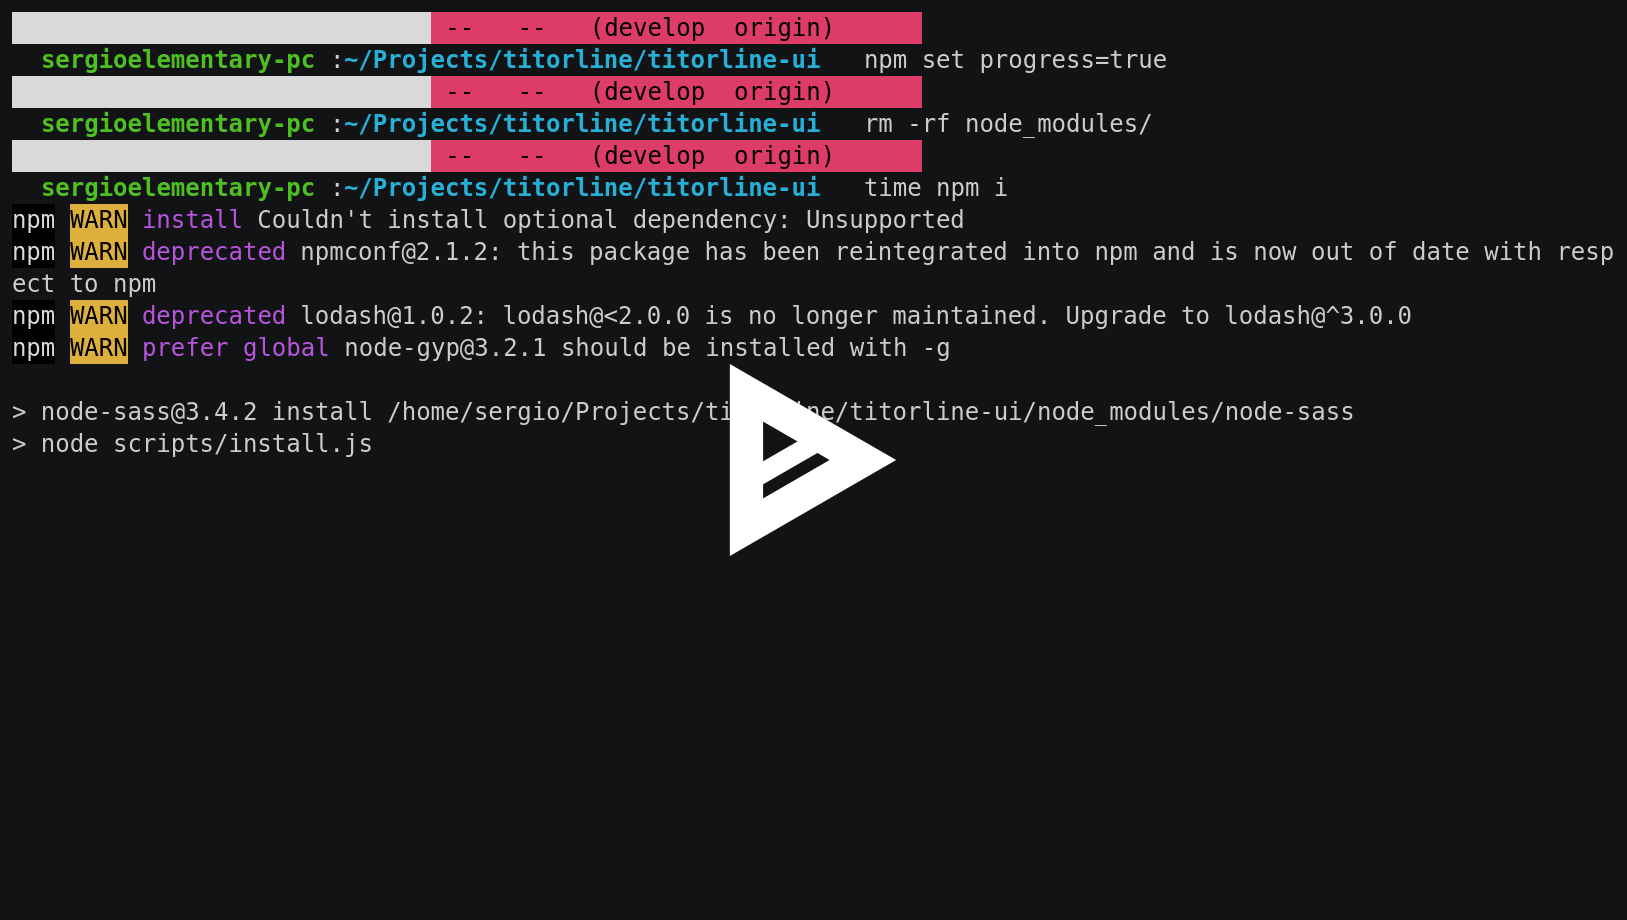 -- -- (develop origin)
sergioelementary-pc :~/Projects/titorline/titorline-ui npm set progress=true
-- -- (develop origin)
sergioelementary-pc :~/Projects/titorline/titorline-ui rm -rf node_modules/
-- -- (develop origin)
sergioelementary-pc :~/Projects/titorline/titorline-ui time npm i
npm WARN install Couldn't install optional dependency: Unsupported
npm WARN deprecated npmconf@2.1.2: this package has been reintegrated into npm and is now out of date with resp
ect to npm
npm WARN deprecated lodash@1.0.2: lodash@<2.0.0 is no longer maintained. Upgrade to lodash@^3.0.0
npm WARN prefer global node-gyp@3.2.1 should be installed with -g
> node-sass@3.4.2 install /home/sergio/Projects/titorline/titorline-ui/node_modules/node-sass
> node scripts/install.js